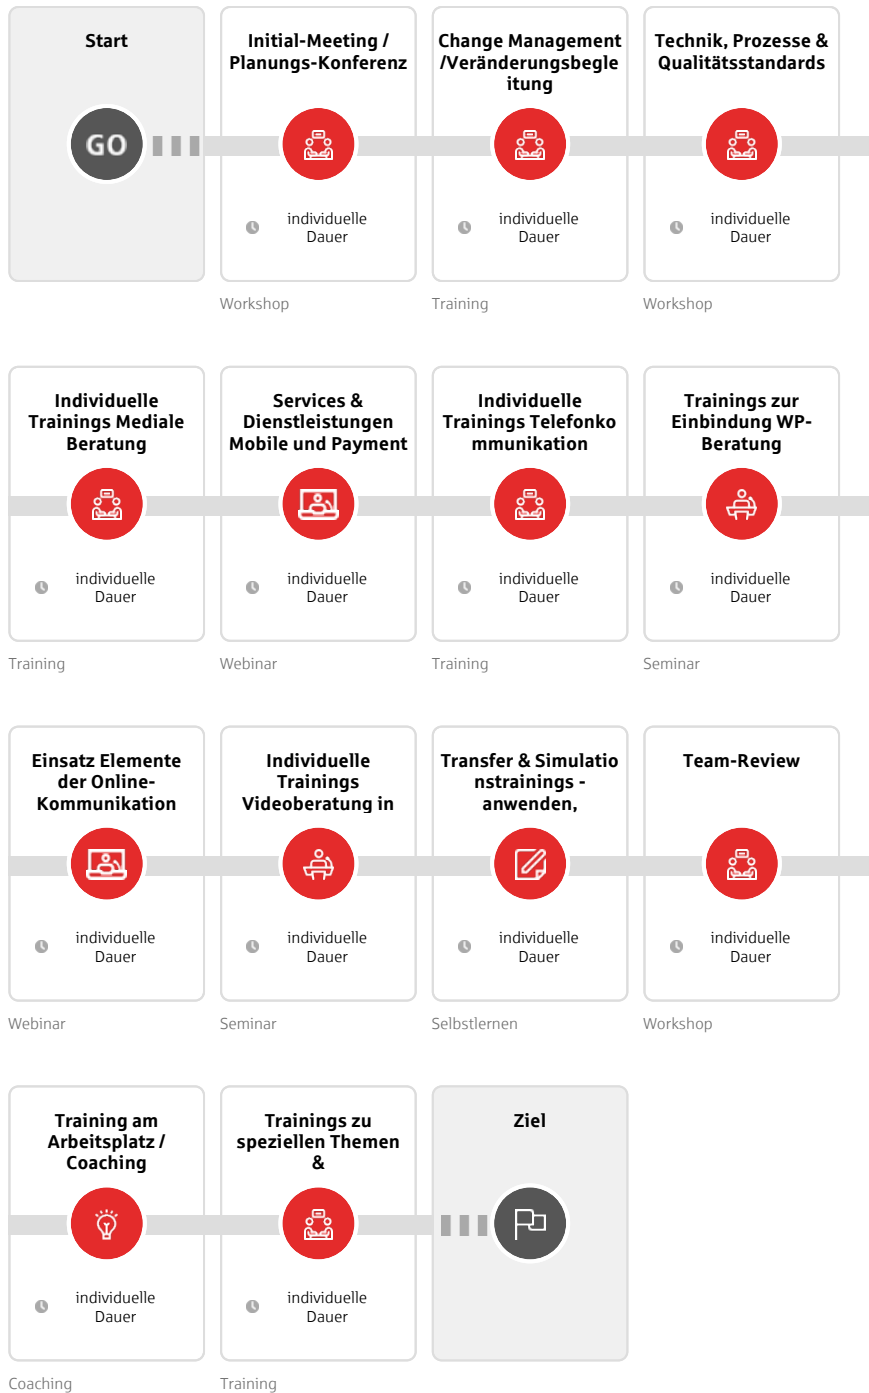 Start
GO
Initial-Meeting /
Planungs-Konferenz
individuelle
Dauer
Workshop
Change Management
/Veränderungsbegle
itung
individuelle
Dauer
Training
Technik, Prozesse &
Qualitätsstandards
individuelle
Dauer
Workshop
Individuelle
Trainings Mediale
Beratung
individuelle
Dauer
Training
Services &
Dienstleistungen
Mobile und Payment
individuelle
Dauer
Webinar
Individuelle
Trainings Telefonko
mmunikation
individuelle
Dauer
Training
Trainings zur
Einbindung WP-
Beratung
individuelle
Dauer
Seminar
Einsatz Elemente
der Online-
Kommunikation
individuelle
Dauer
Webinar
Individuelle
Trainings
Videoberatung in
individuelle
Dauer
Seminar
Transfer & Simulatio
nstrainings -
anwenden,
individuelle
Dauer
Selbstlernen
Team-Review
individuelle
Dauer
Workshop
Training am
Arbeitsplatz /
Coaching
individuelle
Dauer
Coaching
Trainings zu
speziellen Themen
&
individuelle
Dauer
Training
Ziel